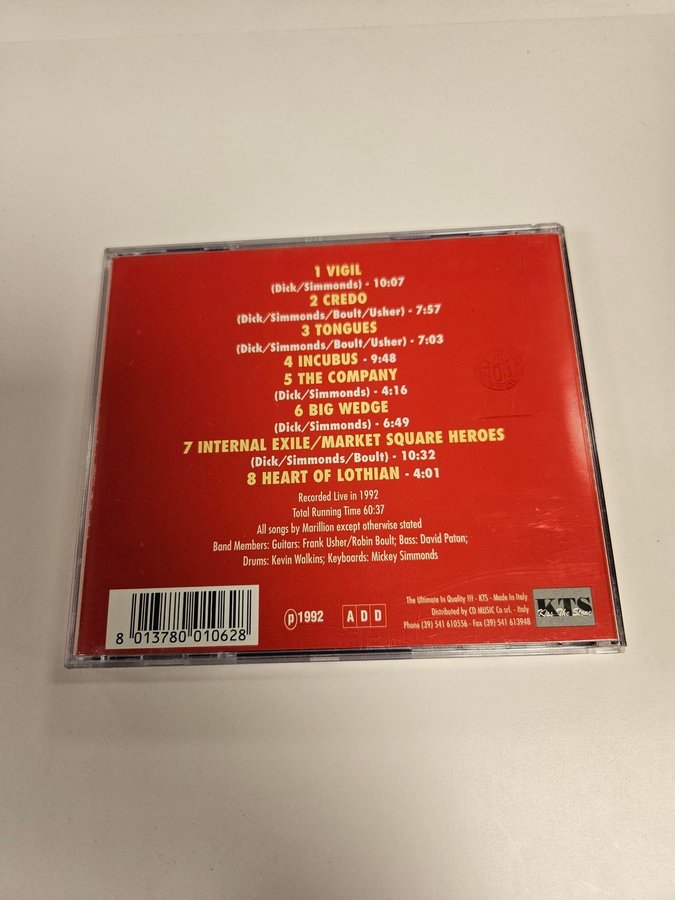 1 VIGIL
(Dick/Simmonds) - 10:07
2 CREDO
(Dick/Simmonds/Boult/Usher) - 7:57
3 TONGUES
(Dick/Simmonds/Boult/Usher) - 7:03
4 INCUBUS - 9:48
5 THE COMPANY
(Dick/Simmonds) - 4:16
6 BIG WEDGE
(Dick/Simmonds) - 6:49
7 INTERNAL EXILE/MARKET SQUARE HEROES
(Dick/Simmonds/Boult) - 10:32
8 HEART OF LOTHIAN - 4:01
Recorded Live in 1992
Total Running Time 60:37
All songs by Marillion except otherwise stated
Band Members: Guitars: Frank Usher/Robin Boult; Bass: David Paton;
Drums: Kevin Walkins; Keyboards: Mickey Simmonds
8 013780 010628
℗1992
ADD
The Ultimate In Quality !!! - KTS - Made In Italy
Distributed by CD MUSIC Co srl. - Italy
Phone (39) 541 610556 - Fax (39) 541 613948
KTS
Kiss The Stone